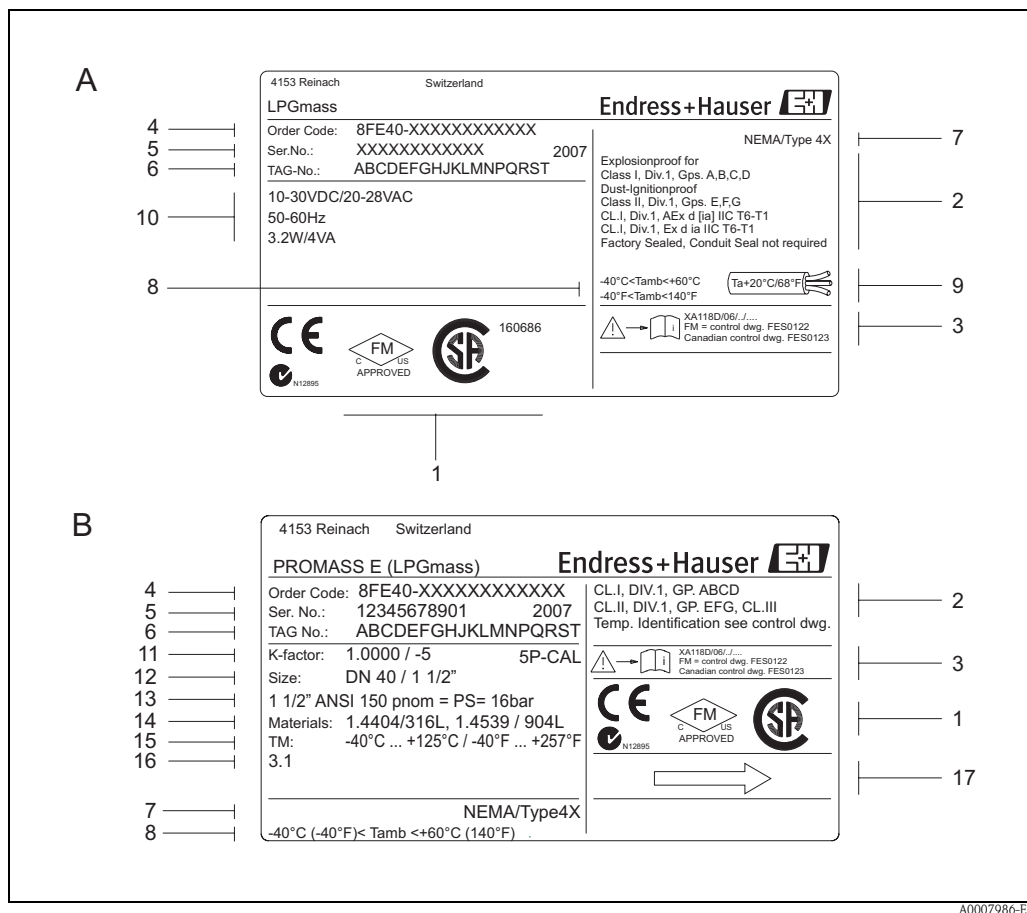 A
4153 Reinach Switzerland
LPGmass
Endress+Hauser
4 Order Code: 8FE40-XXXXXXXXXXXX
5 Ser.No.: XXXXXXXXXXXX 2007
6 TAG-No.: ABCDEFGHJKLMNPQRST
10 10-30VDC/20-28VAC
50-60Hz
3.2W/4VA
8
NEMA/Type 4X 7
Explosionproof for
Class I, Div.1, Gps. A,B,C,D
Dust-Ignitionproof
Class II, Div.1, Gps. E,F,G 2
CL.I, Div.1, AEx d [ia] IIC T6-T1
CL.I, Div.1, Ex d ia IIC T6-T1
Factory Sealed, Conduit Seal not required
-40°C<Tamb<+60°C
-40°F<Tamb<140°F
Ta+20°C/68°F 9
i
XA118D/06/../....
FM = control dwg. FES0122 3
Canadian control dwg. FES0123
CE
N12895
FM
C US
APPROVED
SA
160686
1
B
4153 Reinach Switzerland
PROMASS E (LPGmass)
Endress+Hauser
4 Order Code: 8FE40-XXXXXXXXXXXX
5 Ser. No.: 12345678901 2007
6 TAG No.: ABCDEFGHJKLMNPQRST
11 K-factor: 1.0000 / -5 5P-CAL
12 Size: DN 40 / 1 1/2”
13 1 1/2” ANSI 150 pnom = PS= 16bar
14 Materials: 1.4404/316L, 1.4539 / 904L
15 TM: -40°C ... +125°C / -40°F ... +257°F
16 3.1
7 NEMA/Type4X
8 -40°C (-40°F)< Tamb <+60°C (140°F)
CL.I, DIV.1, GP. ABCD
CL.II, DIV.1, GP. EFG, CL.III 2
Temp. Identification see control dwg.
i
XA118D/06/../....
FM = control dwg. FES0122 3
Canadian control dwg. FES0123
CE
N12895
FM
C US
APPROVED
SA
1
17
A0007986-E